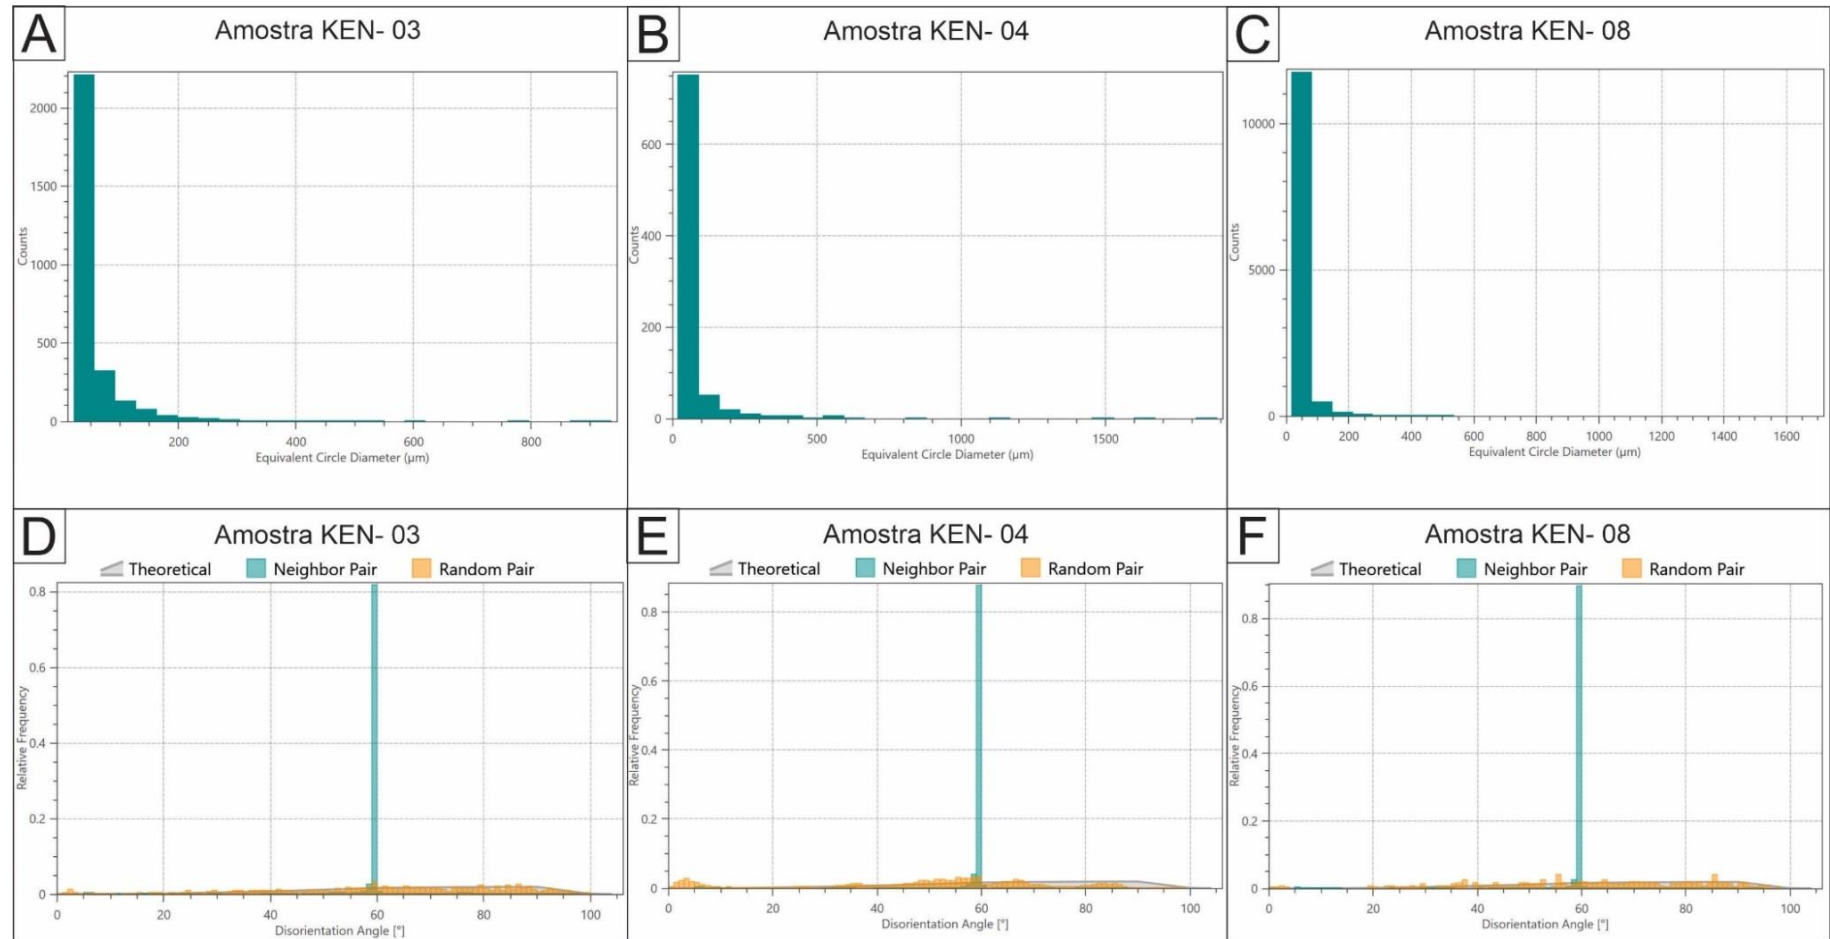 A
Amostra KEN- 03
2000
1500
1000
500
0
Counts
200
400
600
800
Equivalent Circle Diameter (µm)
B
Amostra KEN- 04
600
400
200
0
Counts
0
500
1000
1500
Equivalent Circle Diameter (µm)
C
Amostra KEN- 08
10000
5000
0
Counts
0
200
400
600
800
1000
1200
1400
1600
Equivalent Circle Diameter (µm)
D
Amostra KEN- 03
Theoretical
Neighbor Pair
Random Pair
0.8
0.6
0.4
0.2
0
Relative Frequency
0
20
40
60
80
100
Disorientation Angle [°]
E
Amostra KEN- 04
Theoretical
Neighbor Pair
Random Pair
0.8
0.6
0.4
0.2
0
Relative Frequency
0
20
40
60
80
100
Disorientation Angle [°]
F
Amostra KEN- 08
Theoretical
Neighbor Pair
Random Pair
0.8
0.6
0.4
0.2
0
Relative Frequency
0
20
40
60
80
100
Disorientation Angle [°]